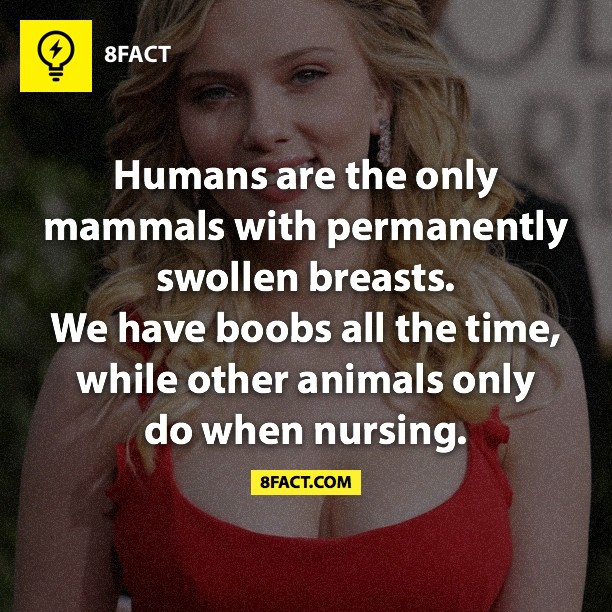 8FACT
Humans are the only
mammals with permanently
swollen breasts.
We have boobs all the time,
while other animals only
do when nursing.
8FACT.COM